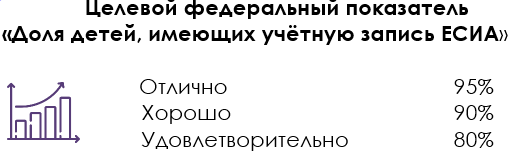 Целевой федеральный показатель
«Доля детей, имеющих учётную запись ЕСИА»
Отлично 95%
Хорошо 90%
Удовлетворительно 80%